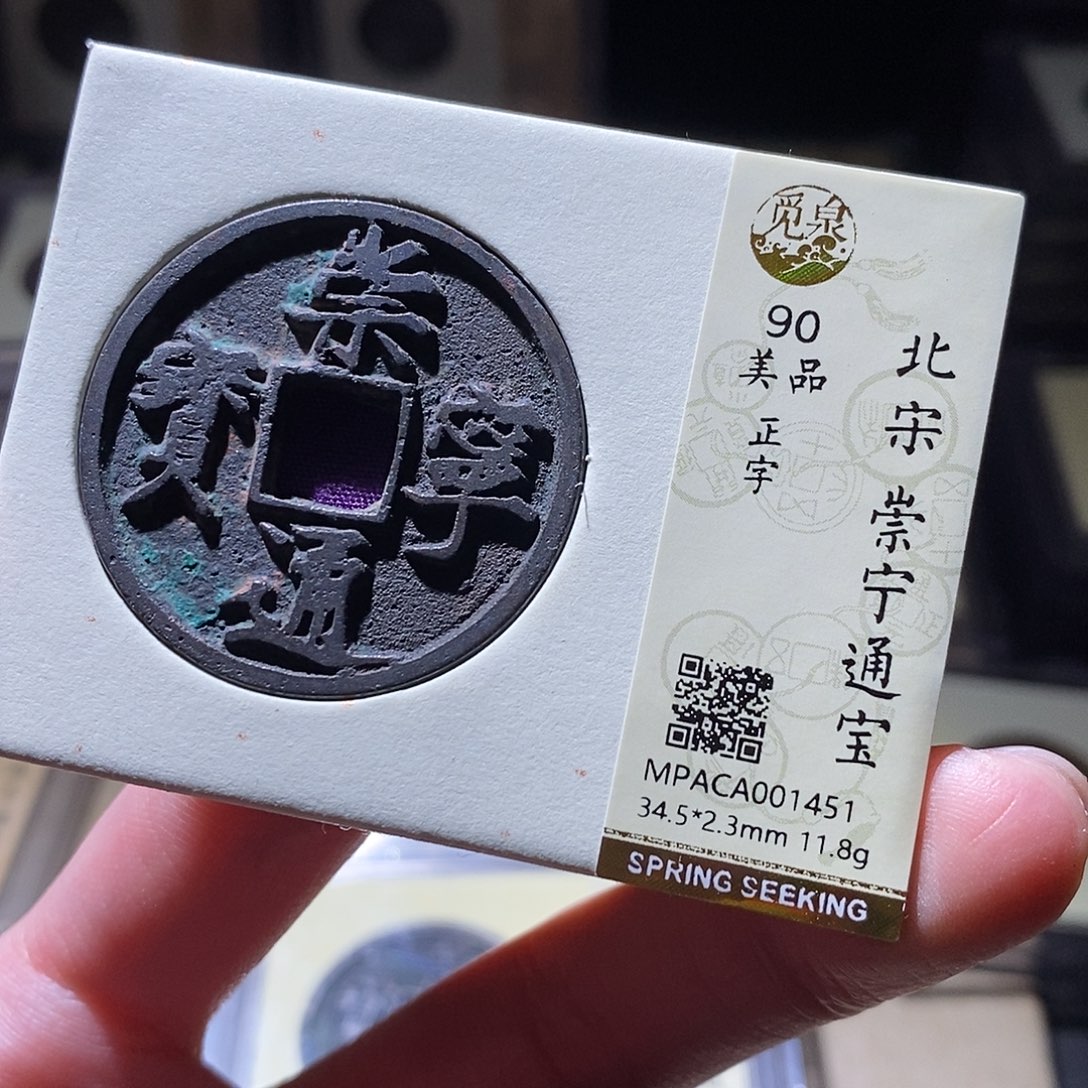 崇寧通寶
觅泉
90
美品
正字
北宋 崇宁通宝
MPACA001451
34.5*2.3mm 11.8g
SPRING SEEKING